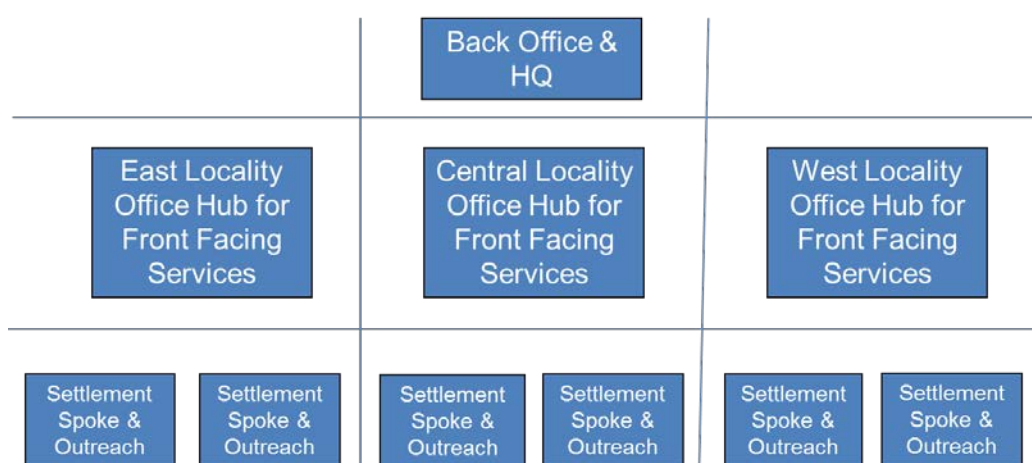 Back Office &
HQ
East Locality
Office Hub for
Front Facing
Services
Central Locality
Office Hub for
Front Facing
Services
West Locality
Office Hub for
Front Facing
Services
Settlement
Spoke &
Outreach
Settlement
Spoke &
Outreach
Settlement
Spoke &
Outreach
Settlement
Spoke &
Outreach
Settlement
Spoke &
Outreach
Settlement
Spoke &
Outreach